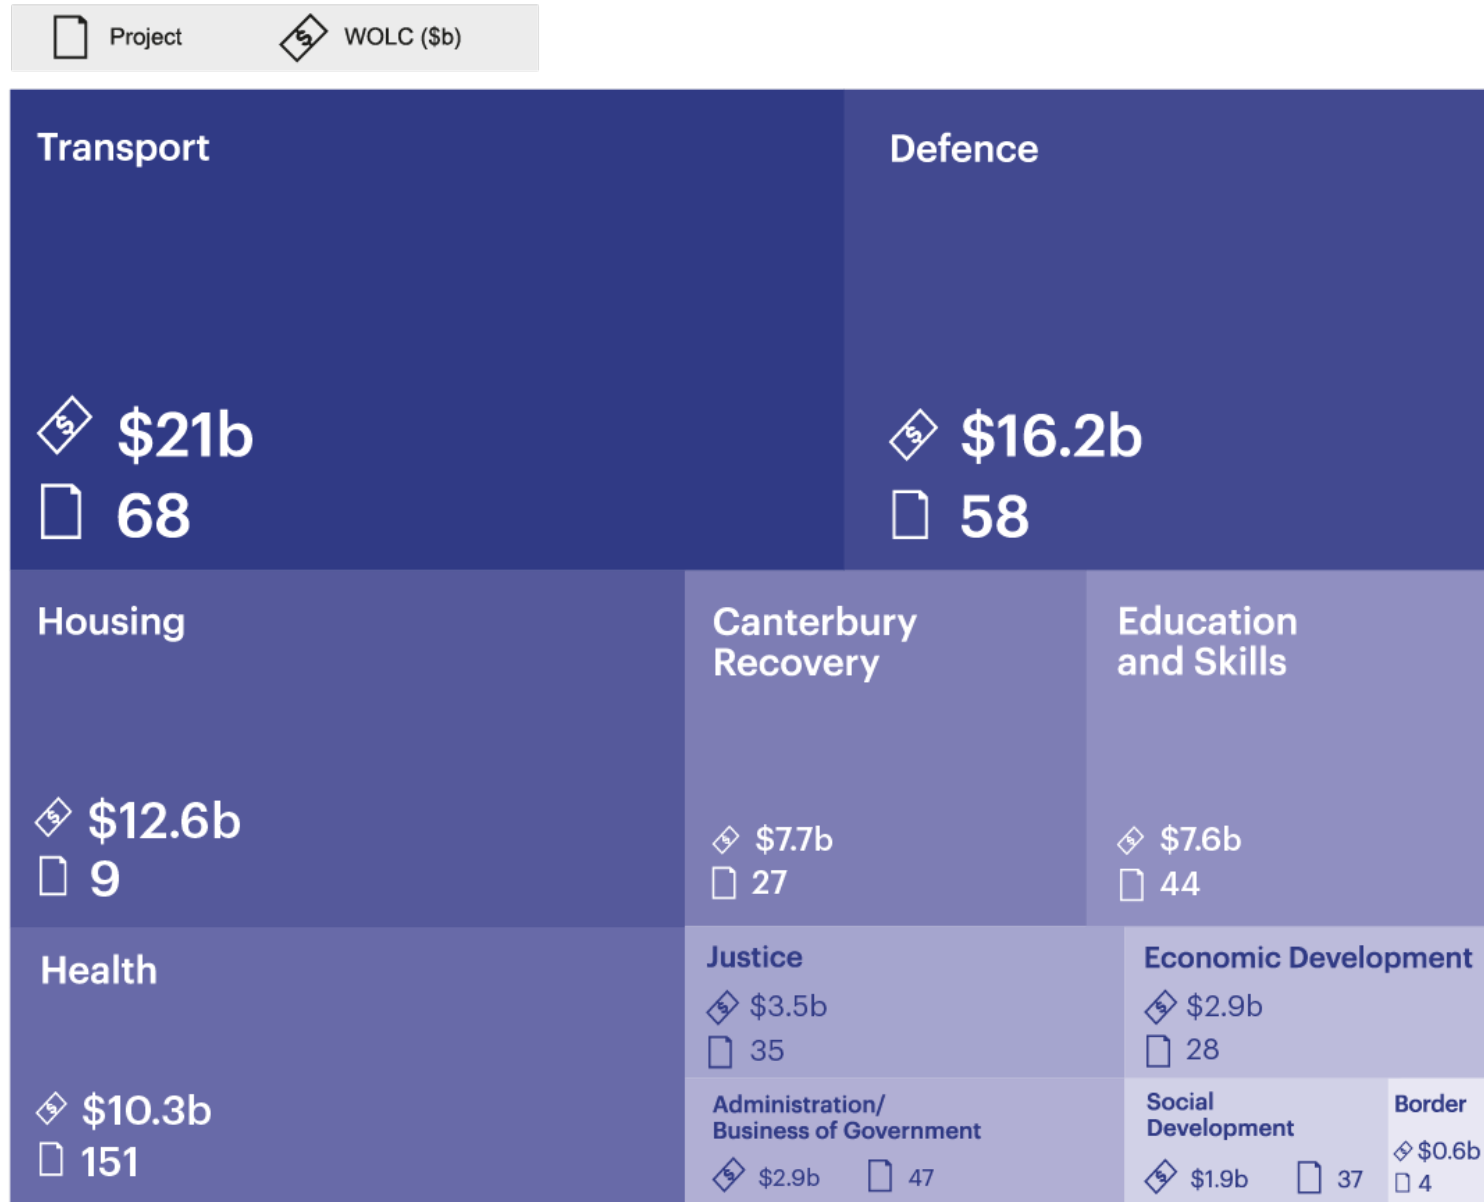 Project
WOLC ($b)
Transport
$21b
68
Defence
$16.2b
58
Housing
$12.6b
9
Canterbury
Recovery
$7.7b
27
Education
and Skills
$7.6b
44
Health
$10.3b
151
Justice
$3.5b
35
Economic Development
$2.9b
28
Administration/
Business of Government
$2.9b
47
Social
Development
$1.9b
37
Border
$0.6b
4